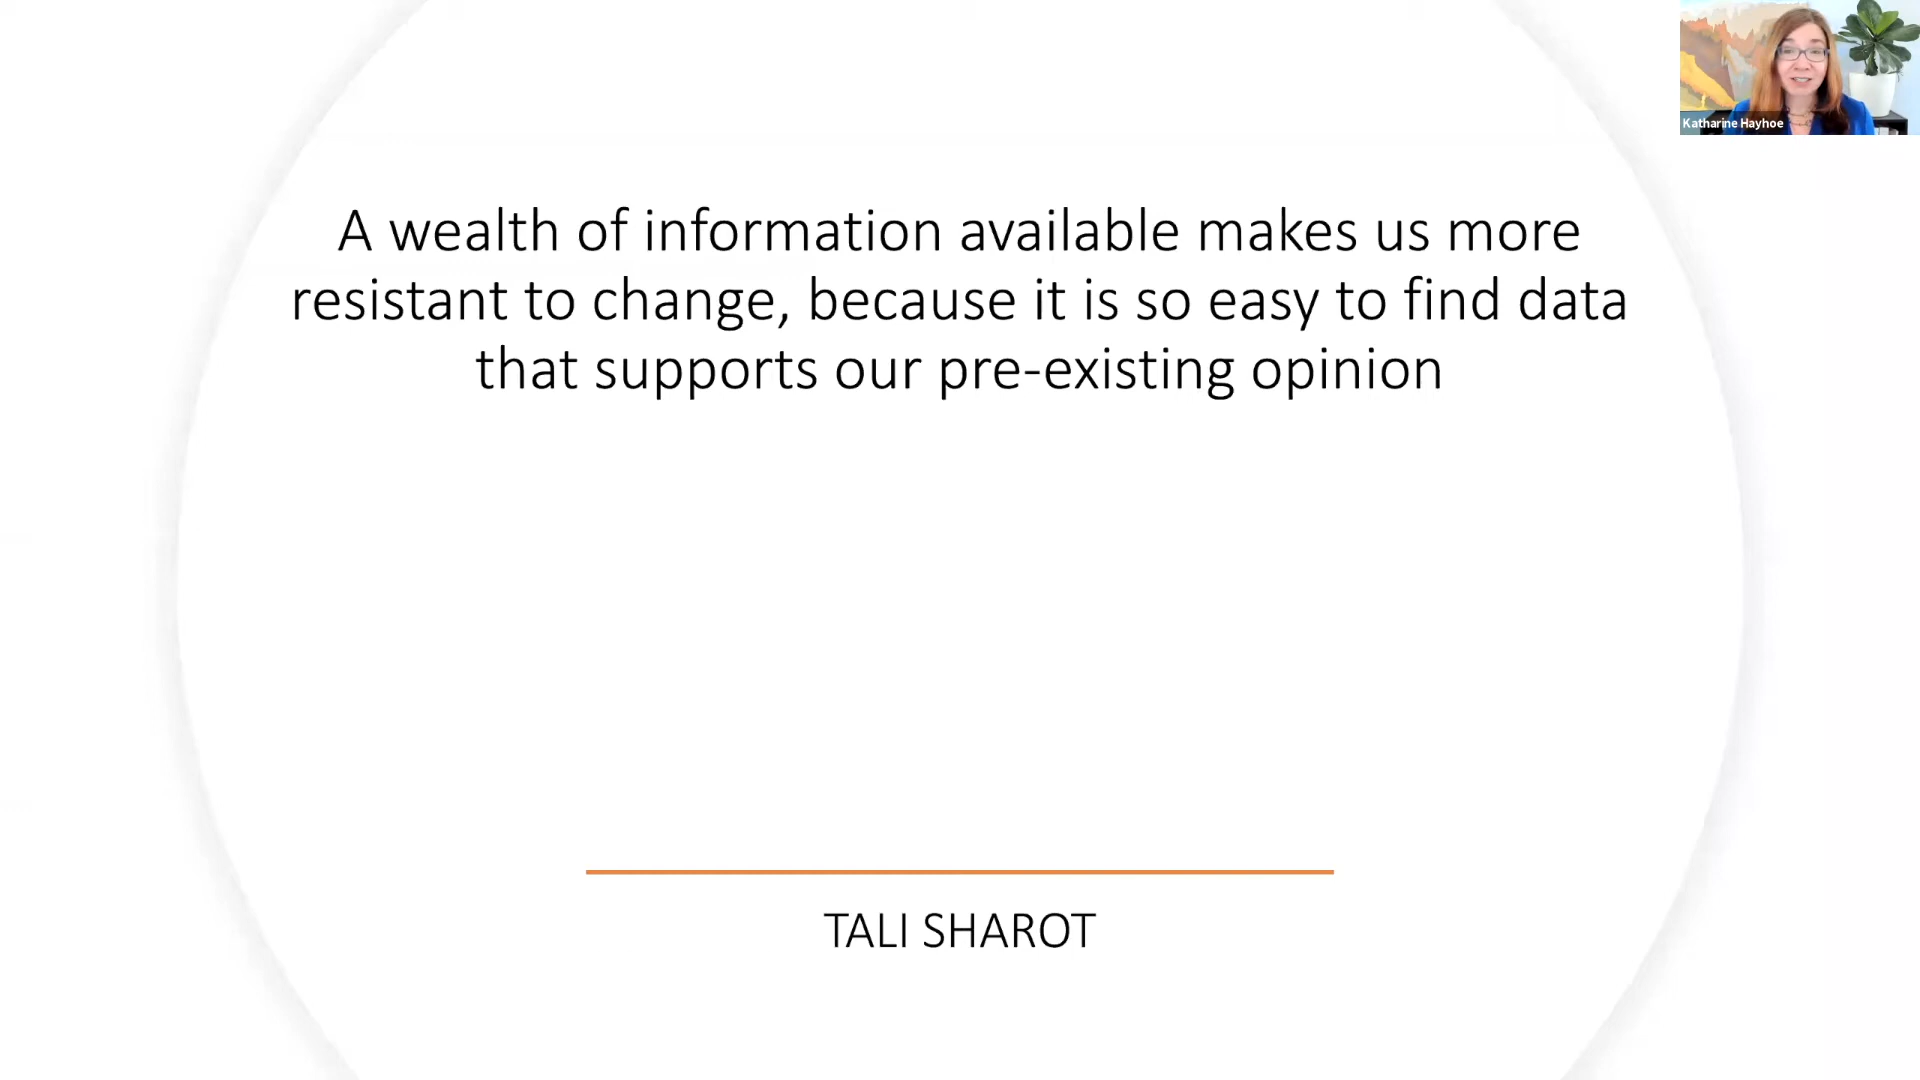 Katharine Hayhoe
A wealth of information available makes us more
resistant to change, because it is so easy to find data
that supports our pre-existing opinion
TALI SHAROT